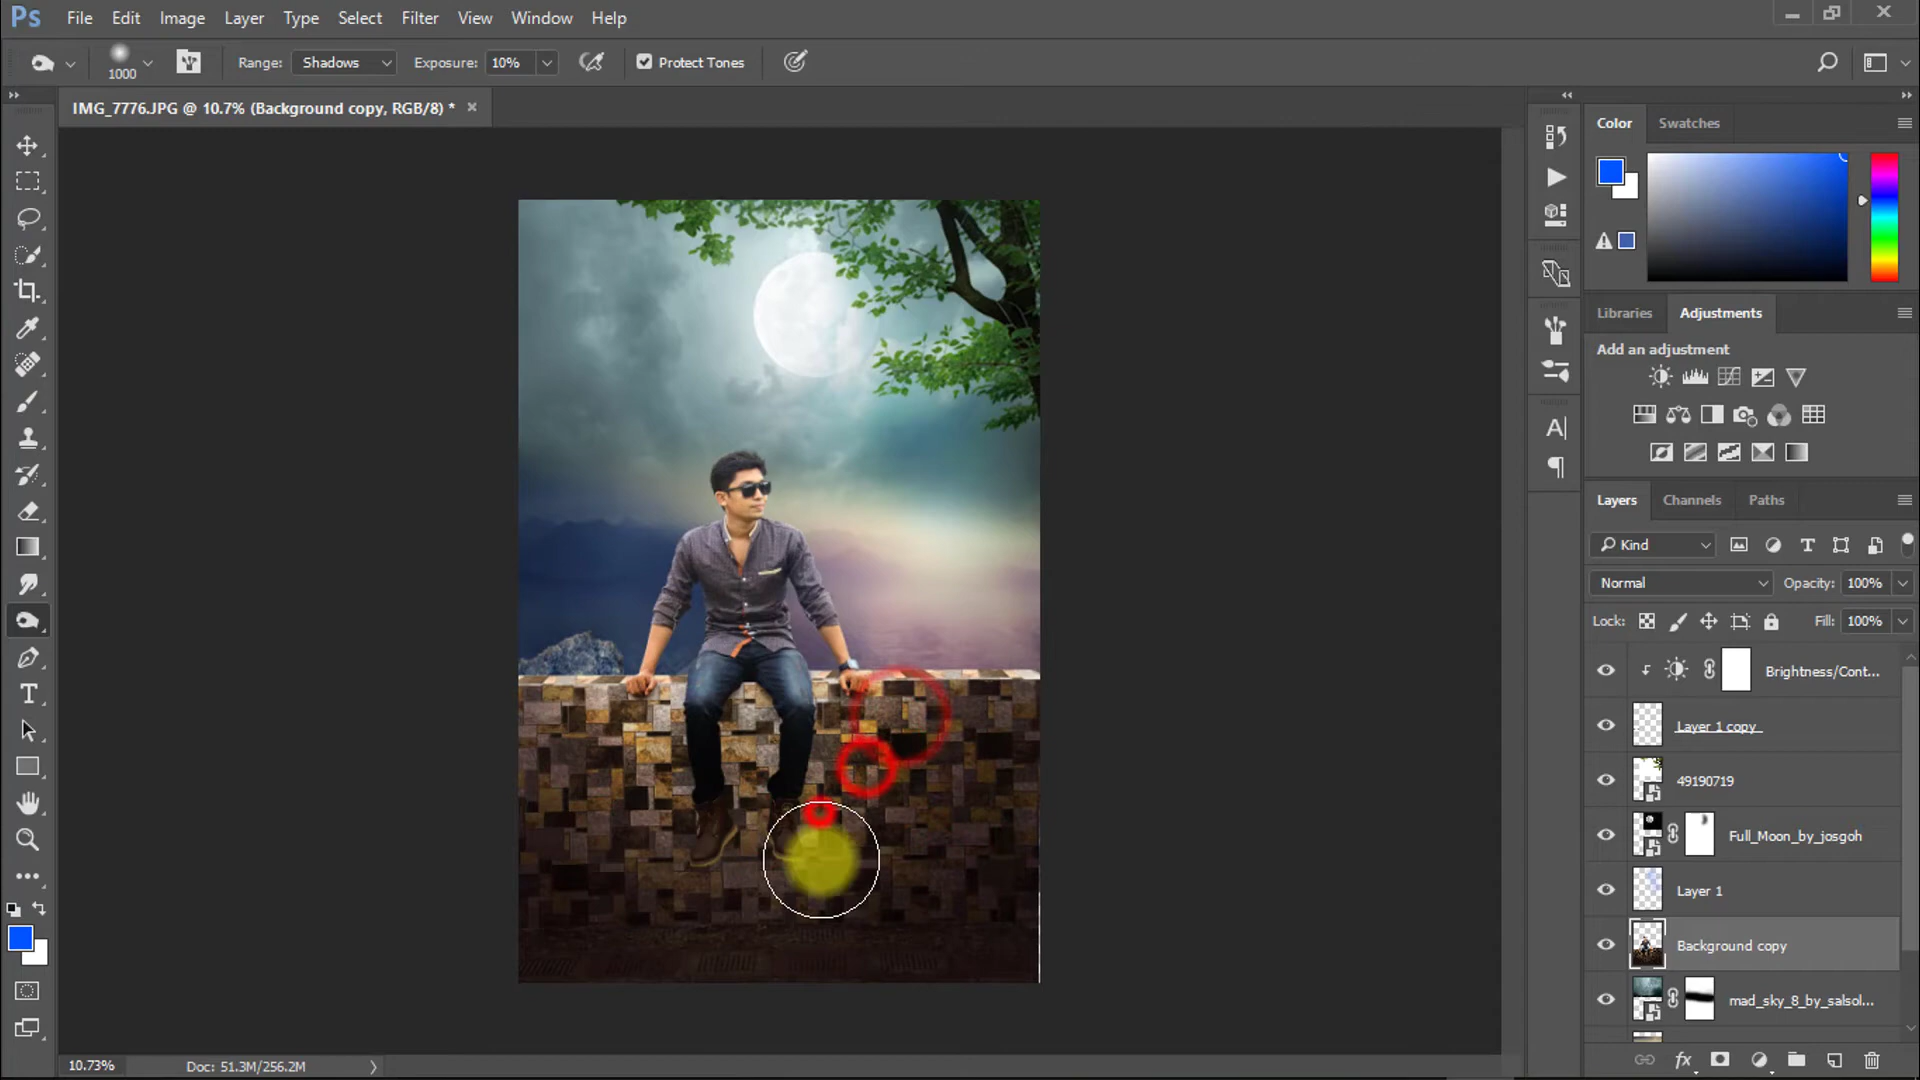 Ps File Edit Image Layer Type Select Filter View Window Help
1000 Range: Shadows Exposure: 10% Protect Tones
IMG_7776.JPG @ 10.7% (Background copy, RGB/8) * ×
Color Swatches
Libraries Adjustments
Add an adjustment
Layers Channels Paths
Kind
Normal Opacity: 100%
Lock: Fill: 100%
Brightness/Cont...
Layer 1 copy
49190719
Full_Moon_by_josgoh
Layer 1
Background copy
mad_sky_8_by_salsol...
10.73% Doc: 51.3M/256.2M